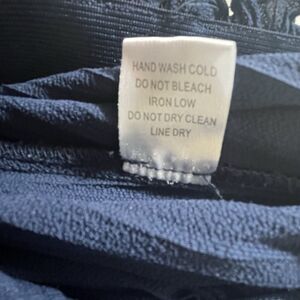 HAND WASH COLD
DO NOT BLEACH
IRON LOW
DO NOT DRY CLEAN
LINE DRY